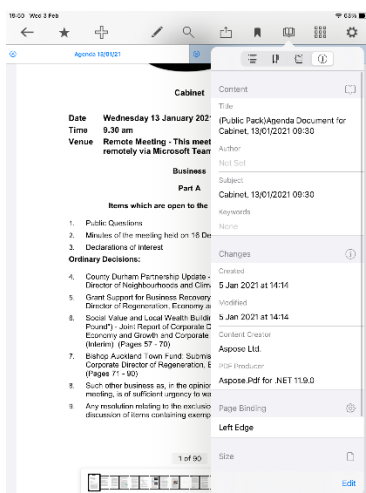 19:00 Wed 3 Feb
63%
Agenda 13/01/21
Cabinet
Date Wednesday 13 January 202
Time 9.30 am
Venue Remote Meeting - This meet
remotely via Microsoft Team
Business
Part A
Items which are open to the
1. Public Questions
2. Minutes of the meeting held on 16 De
3. Declarations of interest
Ordinary Decisions:
4. County Durham Partnership Update -
Director of Neighbourhoods and Clim
5. Grant Support for Business Recovery
Director of Regeneration, Economy a
6. Social Value and Local Wealth Buildi
Pound") - Joint Report of Corporate D
Economy and Growth and Corporate
(Interim) (Pages 57 - 70)
7. Bishop Auckland Town Fund: Submis
Corporate Director of Regeneration, E
(Pages 71 - 90)
8. Such other business as, in the opinior
meeting, is of sufficient urgency to wa
9. Any resolution relating to the exclusio
discussion of items containing exemp
1 of 90
Content
Title
(Public Pack)Agenda Document for
Cabinet, 13/01/2021 09:30
Author
Not Set
Subject
Cabinet, 13/01/2021 09:30
Keywords
None
Changes
Created
5 Jan 2021 at 14:14
Modified
5 Jan 2021 at 14:14
Content Creator
Aspose Ltd.
PDF Producer
Aspose.Pdf for .NET 11.9.0
Page Binding
Left Edge
Size
Edit